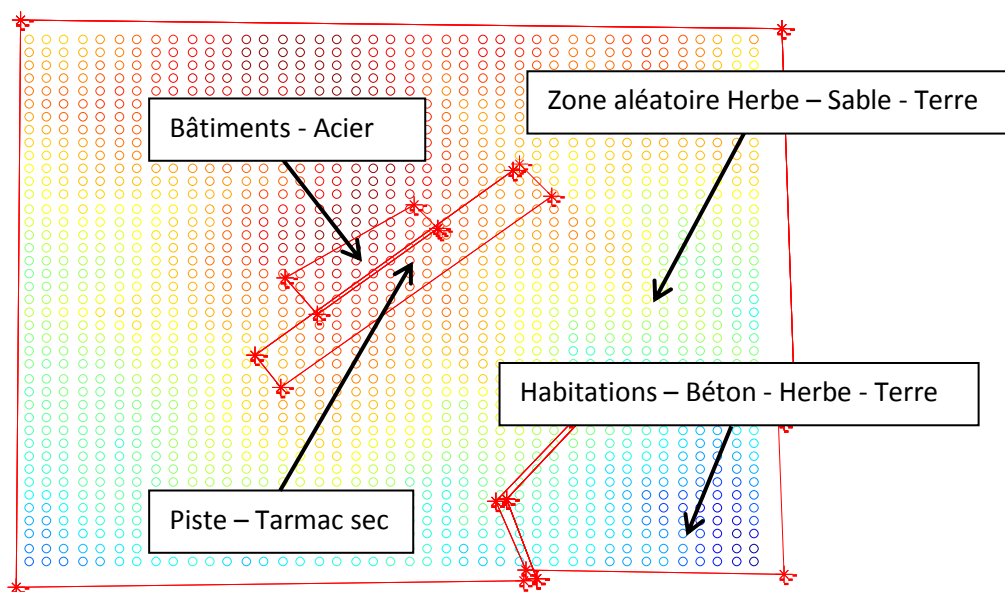 Zone aléatoire Herbe – Sable - Terre
Bâtiments - Acier
Habitations – Béton - Herbe - Terre
Piste – Tarmac sec